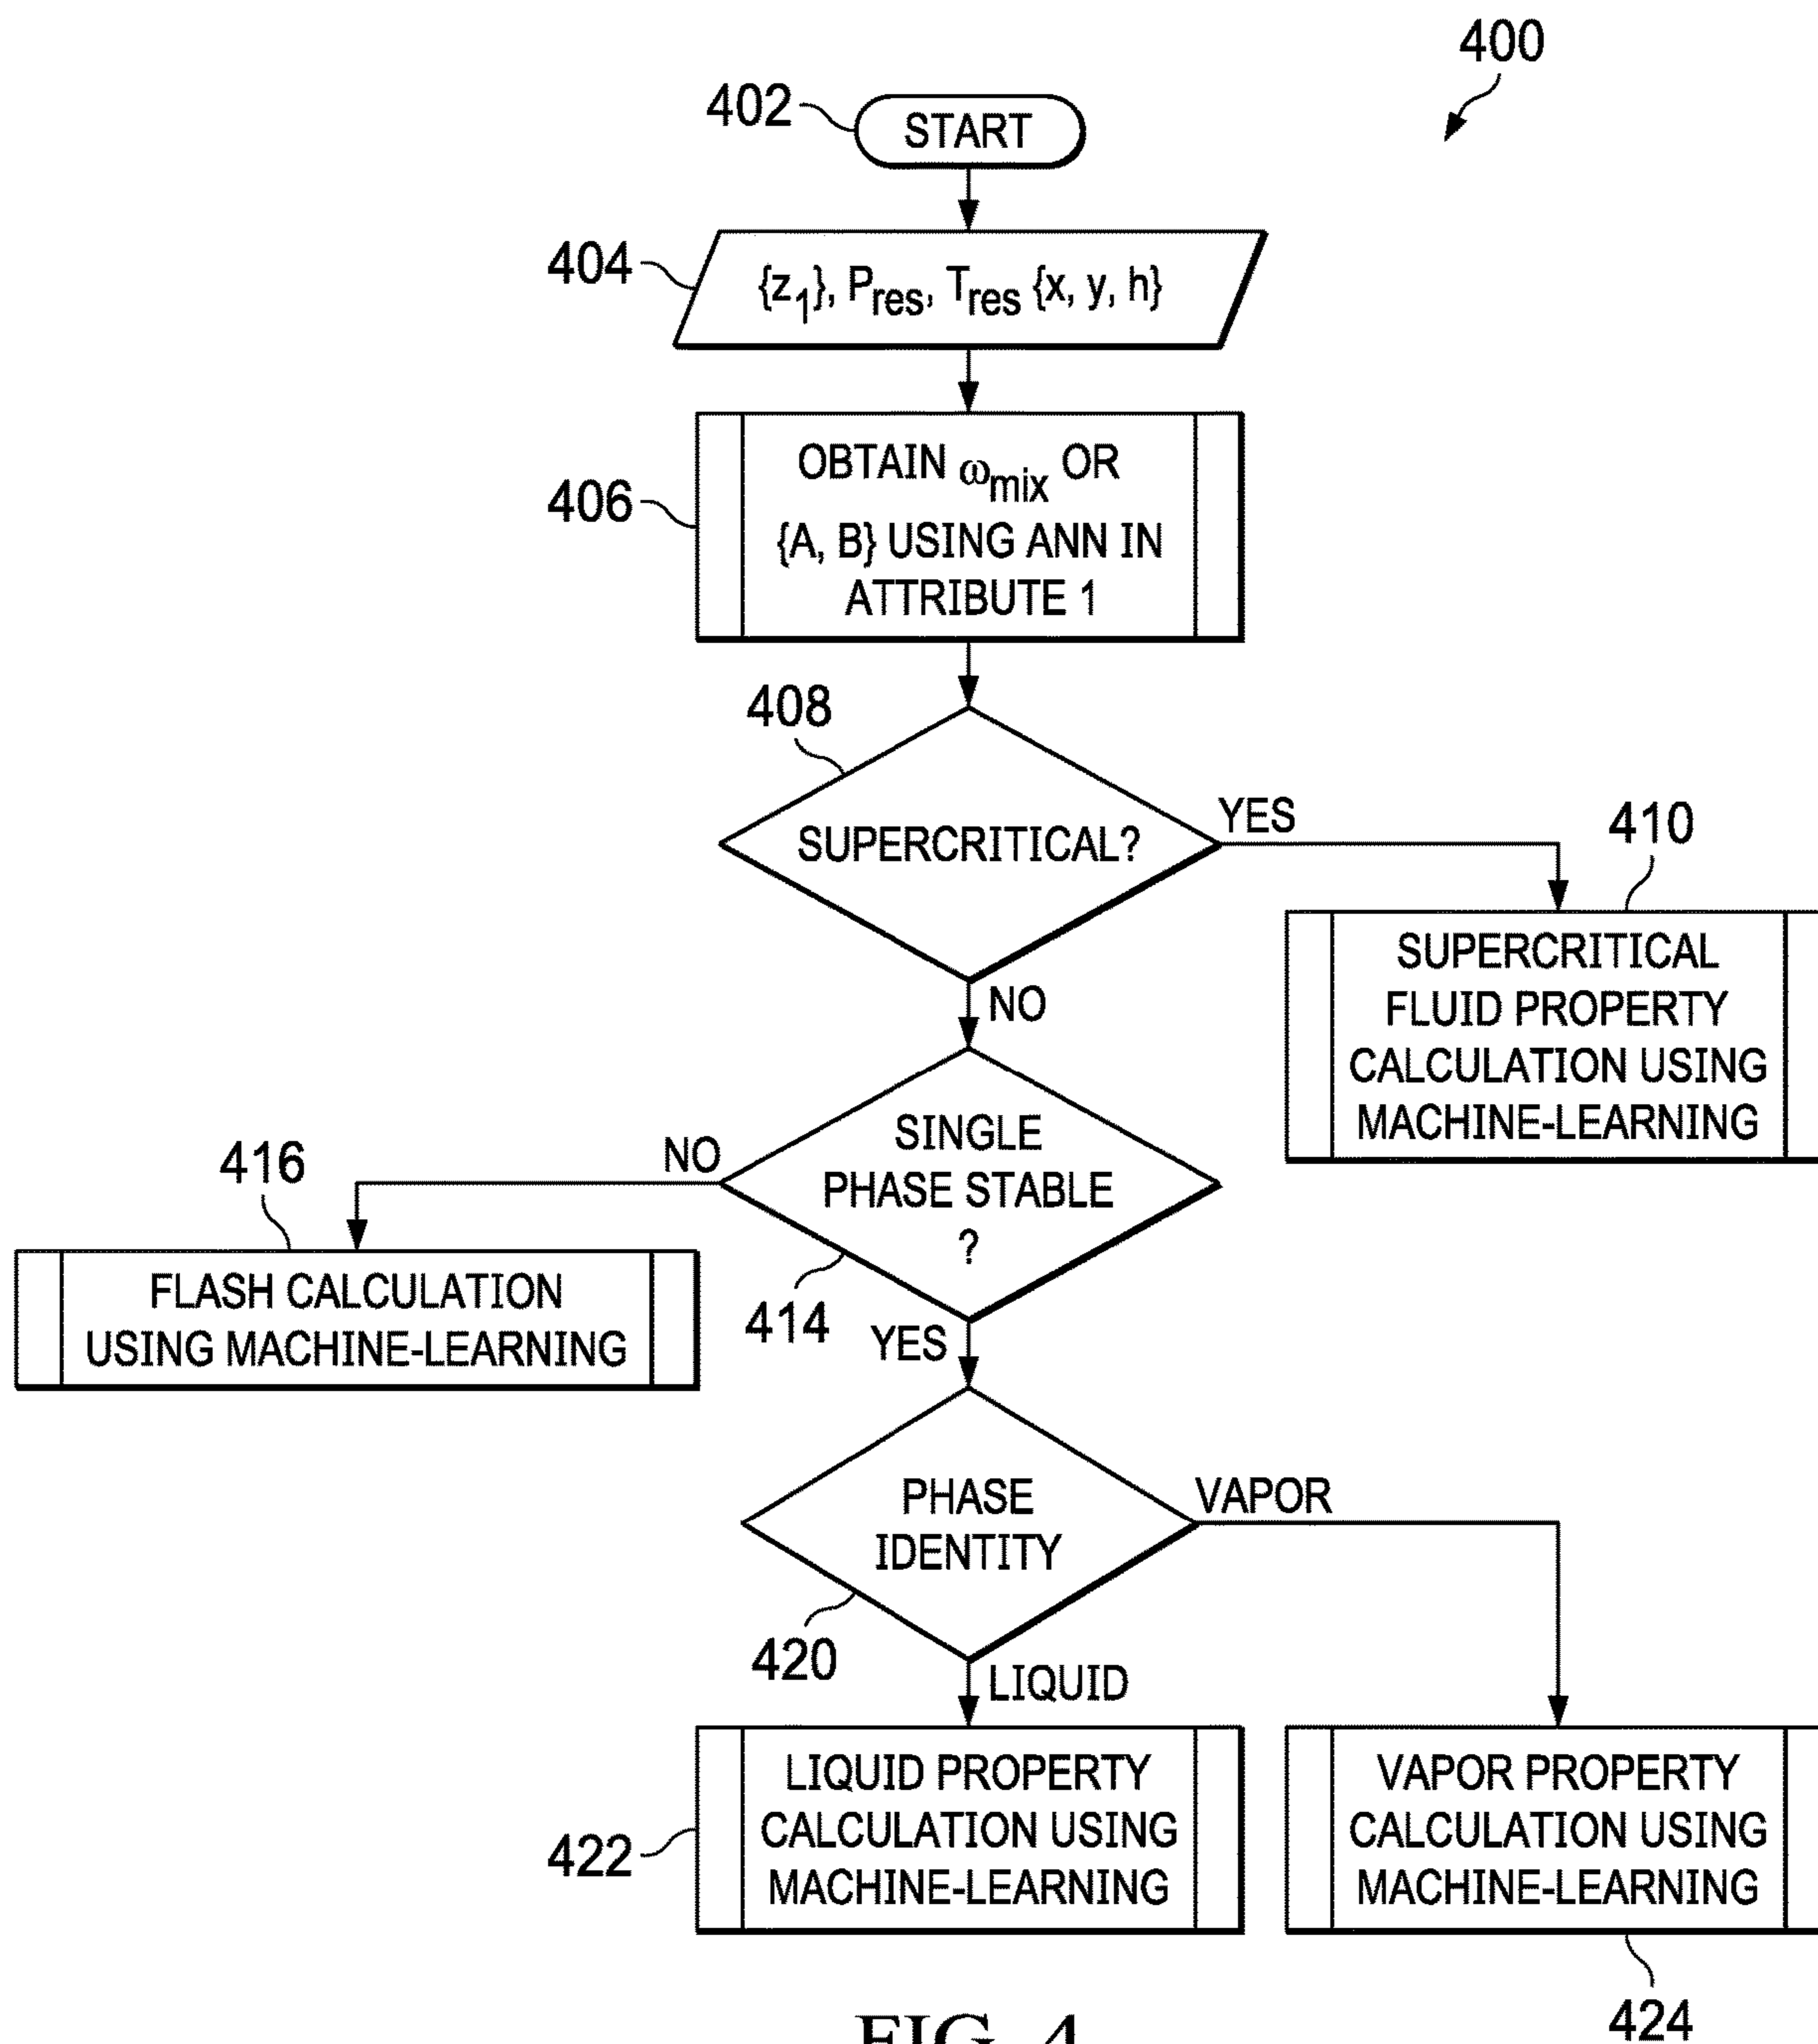 400
402
START
404
{z1}, Pres, Tres {x, y, h}
406
OBTAIN ωmix OR
{A, B} USING ANN IN
ATTRIBUTE 1
408
SUPERCRITICAL?
YES
410
SUPERCRITICAL
FLUID PROPERTY
CALCULATION USING
MACHINE-LEARNING
NO
SINGLE
PHASE STABLE
?
414
NO
416
FLASH CALCULATION
USING MACHINE-LEARNING
YES
PHASE
IDENTITY
420
VAPOR
LIQUID
422
LIQUID PROPERTY
CALCULATION USING
MACHINE-LEARNING
VAPOR PROPERTY
CALCULATION USING
MACHINE-LEARNING
424
FIG. 4